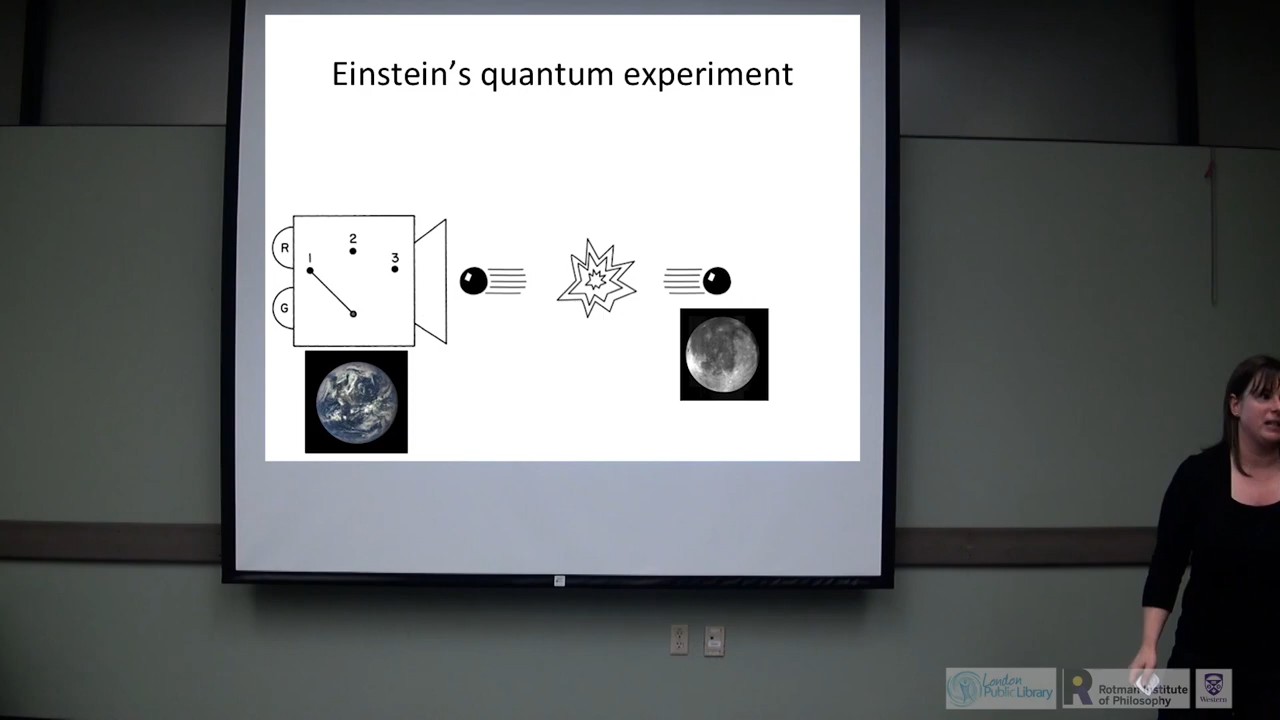 Einstein's quantum experiment
R
1
2
3
G
London
Public Library
Rotman Institute
of Philosophy
Western